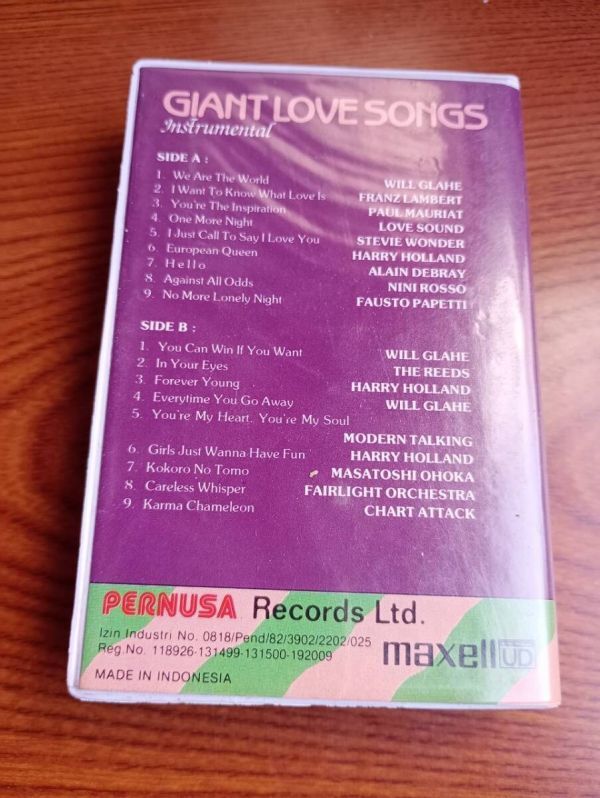 GIANT LOVE SONGS
Instrumental
SIDE A :
1. We Are The World WILL GLAHE
2. I Want To Know What Love Is FRANZ LAMBERT
3. You're The Inspiration PAUL MAURIAT
4. One More Night LOVE SOUND
5. I Just Call To Say I Love You STEVIE WONDER
6. European Queen HARRY HOLLAND
7. Hello ALAIN DEBRAY
8. Against All Odds NINI ROSSO
9. No More Lonely Night FAUSTO PAPETTI
SIDE B :
1. You Can Win If You Want WILL GLAHE
2. In Your Eyes THE REEDS
3. Forever Young HARRY HOLLAND
4. Everytime You Go Away WILL GLAHE
5. You're My Heart, You're My Soul
MODERN TALKING
6. Girls Just Wanna Have Fun HARRY HOLLAND
7. Kokoro No Tomo MASATOSHI OHOKA
8. Careless Whisper FAIRLIGHT ORCHESTRA
9. Karma Chameleon CHART ATTACK
PERNUSA Records Ltd.
Izin Industri No. 0818/Pend/82/3902/2202/025
Reg.No. 118926-131499-131500-192009
maxell UD
MADE IN INDONESIA